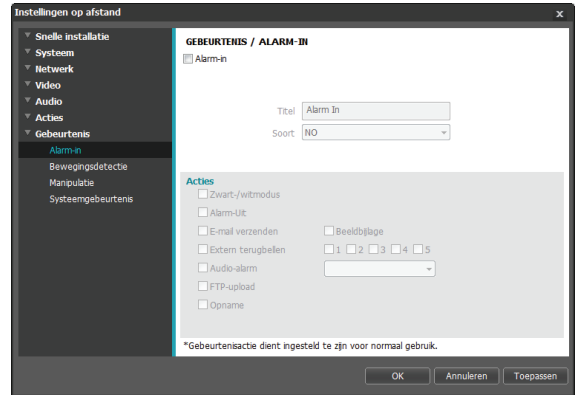 Instellingen op afstand
x
Snelle installatie
Systeem
Netwerk
Video
Audio
Acties
Gebeurtenis
Alarm-in
Bewegingsdetectie
Manipulatie
Systeemgebeurtenis
GEBEURTENIS / ALARM-IN
Alarm-in
Titel Alarm In
Soort NO
Acties
Zwart-/witmodus
Alarm-Uit
E-mail verzenden Beeldbijlage
Extern terugbellen 1 2 3 4 5
Audio-alarm
FTP-upload
Opname
*Gebeurtenisactie dient ingesteld te zijn voor normaal gebruik.
OK Annuleren Toepassen